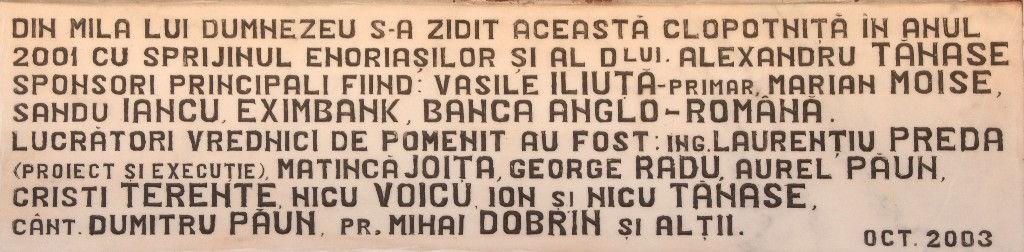 DIN MILA LUI DUMNEZEU S-A ZIDIT ACEASTĂ CLOPOTNIȚĂ ÎN ANUL
2001 CU SPRIJINUL ENORIAȘILOR ȘI AL DLUI. ALEXANDRU TĂNASE
SPONSORI PRINCIPALI FIIND: VASILE ILIUȚĂ-PRIMAR, MARIAN MOISE,
SANDU IANCU, EXIMBANK, BANCA ANGLO-ROMÂNĂ.
LUCRĂTORI VREDNICI DE POMENIT AU FOST: ING. LAURENȚIU PREDA
(PROIECT ȘI EXECUȚIE), MATINCĂ JOIȚA, GEORGE RADU, AUREL PĂUN,
CRISTI TERENTE, NICU VOICU, ION ȘI NICU TĂNASE,
CÂNT. DUMITRU PĂUN, PR. MIHAI DOBRIN ȘI ALȚII.
OCT. 2003